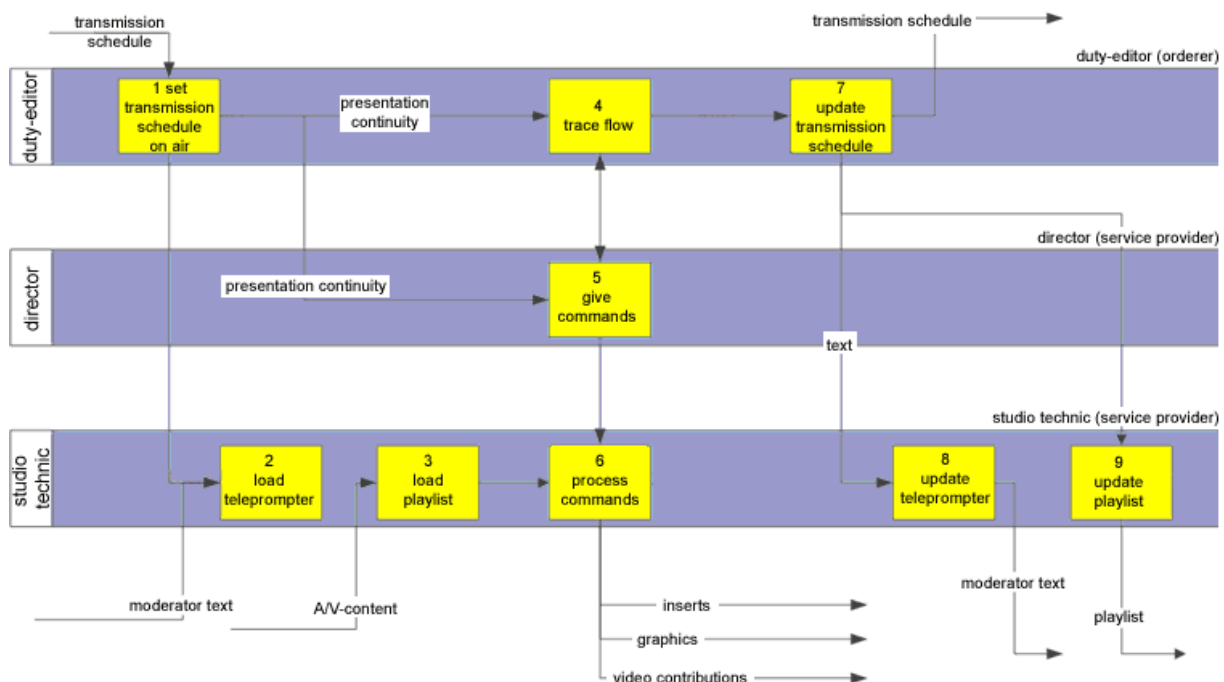 transmission
schedule
transmission schedule
duty-editor (orderer)
duty-editor
1 set
transmission
schedule
on air
presentation
continuity
4
trace flow
7
update
transmission
schedule
director (service provider)
director
presentation continuity
5
give
commands
text
studio technic (service provider)
studio
technic
2
load
teleprompter
3
load
playlist
6
process
commands
8
update
teleprompter
9
update
playlist
moderator text
A/V-content
inserts
graphics
video contributions
moderator text
playlist